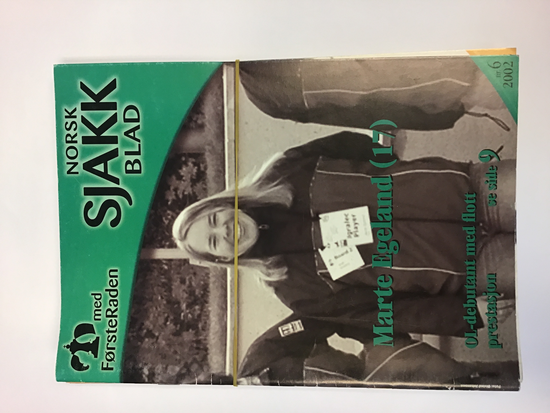 NORSK
SJAKK
BLAD
med
FørsteRaden
nr. 6
2002
Marte Egeland (17)
Ol-debutant med flott
prestasjon se side 9
Player